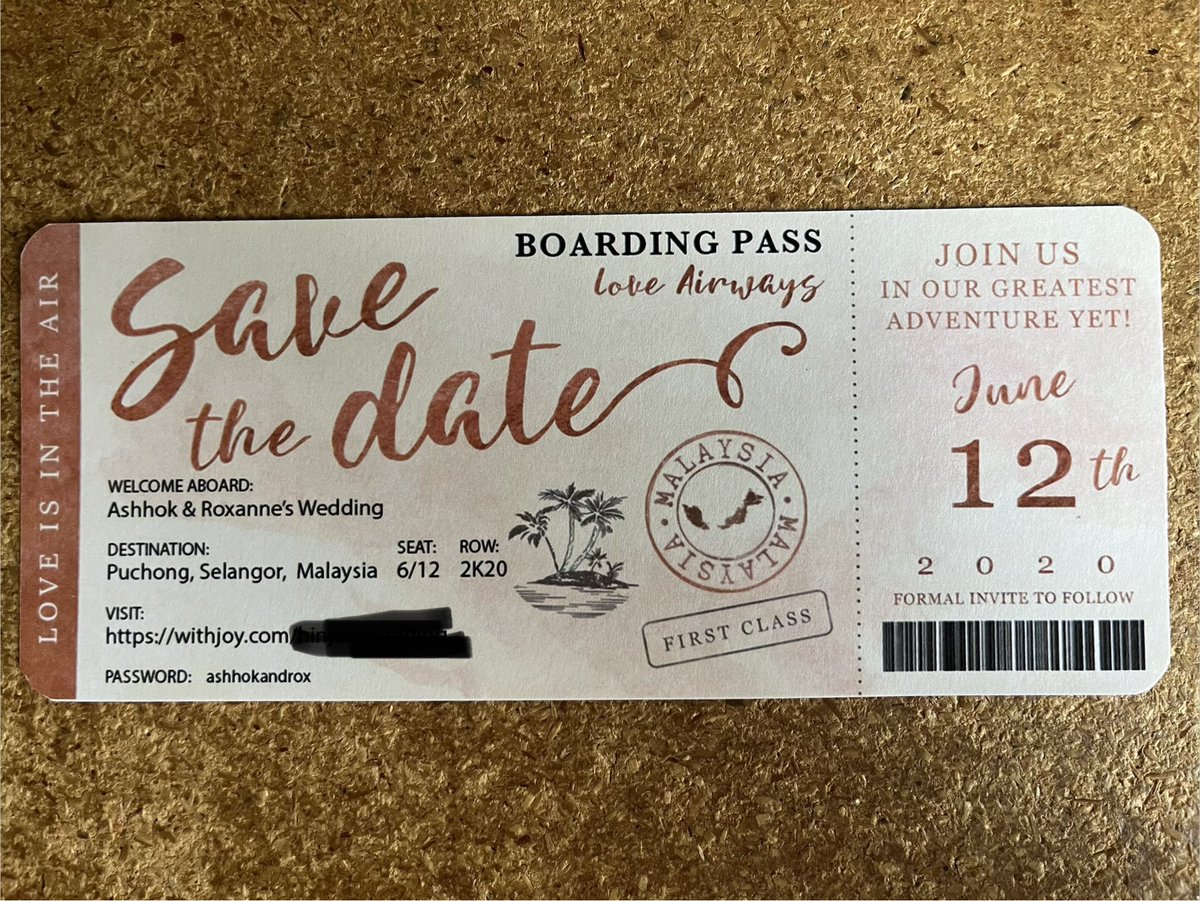 LOVE IS IN THE AIR
BOARDING PASS
Love Airways
Save
the date
WELCOME ABOARD:
Ashhok & Roxanne's Wedding
DESTINATION:
Puchong, Selangor, Malaysia
SEAT:
6/12
ROW:
2K20
VISIT:
https://withjoy.com/
PASSWORD: ashhokandrox
MALAYSIA · MALAYSIA ·
FIRST CLASS
JOIN US
IN OUR GREATEST
ADVENTURE YET!
June
12th
2020
FORMAL INVITE TO FOLLOW